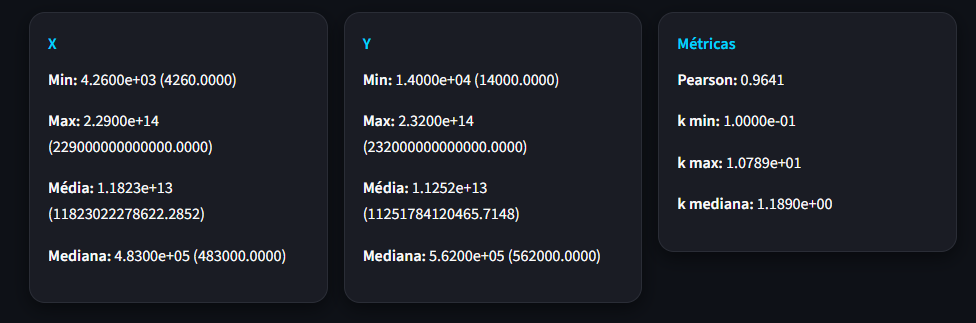 X
Min: 4.2600e+03 (4260.0000)
Max: 2.2900e+14
(229000000000000.0000)
Média: 1.1823e+13
(11823022278622.2852)
Mediana: 4.8300e+05 (483000.0000)
Y
Min: 1.4000e+04 (14000.0000)
Max: 2.3200e+14
(232000000000000.0000)
Média: 1.1252e+13
(11251784120465.7148)
Mediana: 5.6200e+05 (562000.0000)
Métricas
Pearson: 0.9641
k min: 1.0000e-01
k max: 1.0789e+01
k mediana: 1.1890e+00